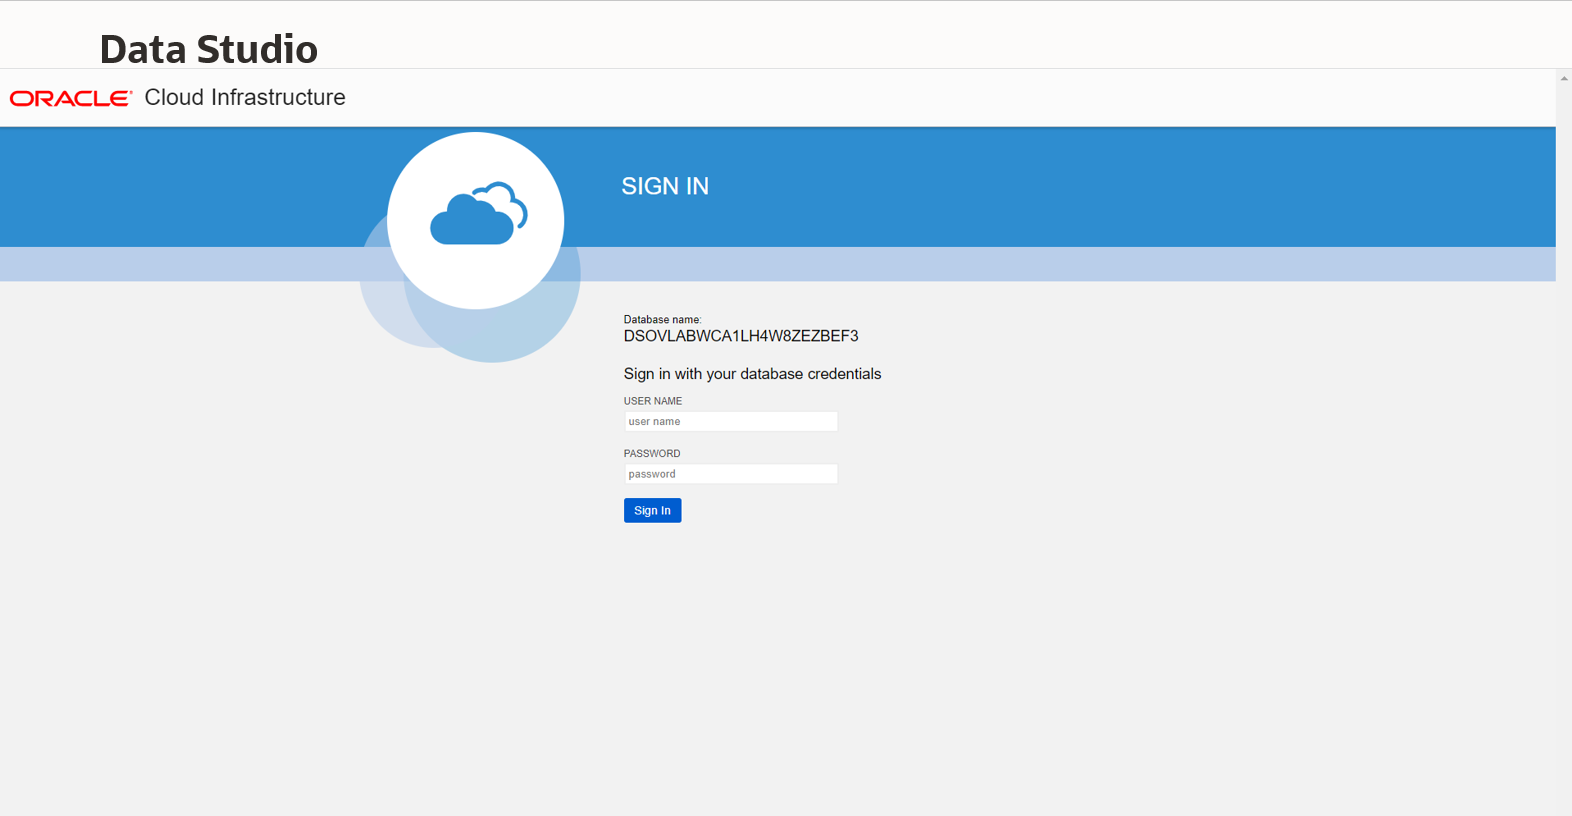 Data Studio
ORACLE Cloud Infrastructure
SIGN IN
Database name:
DSOVLABWCA1LH4W8ZEZBEF3
Sign in with your database credentials
USER NAME
user name
PASSWORD
password
Sign In